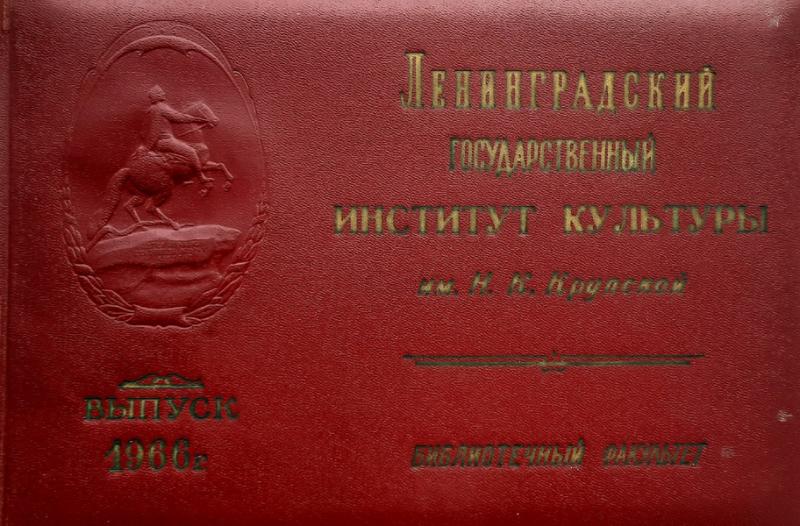 Ленинградский
государственный
институт культуры
им. Н. К. Крупской
Библиотечный факультет
Выпуск
1966г